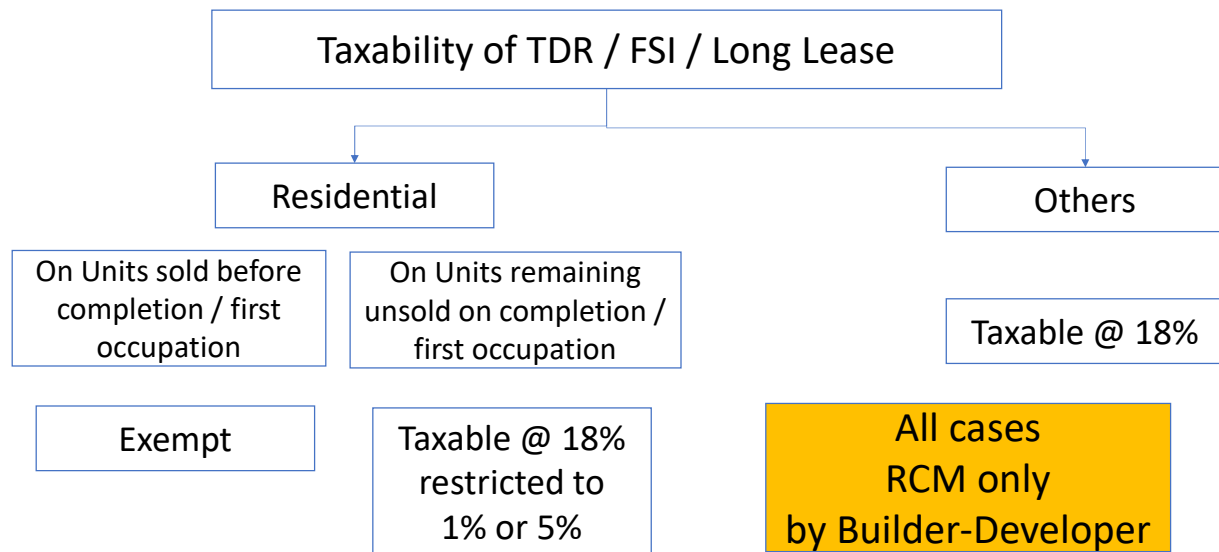 Taxability of TDR / FSI / Long Lease
Residential
Others
On Units sold before
completion / first
occupation
On Units remaining
unsold on completion /
first occupation
Taxable @ 18%
Exempt
Taxable @ 18%
restricted to
1% or 5%
All cases
RCM only
by Builder-Developer